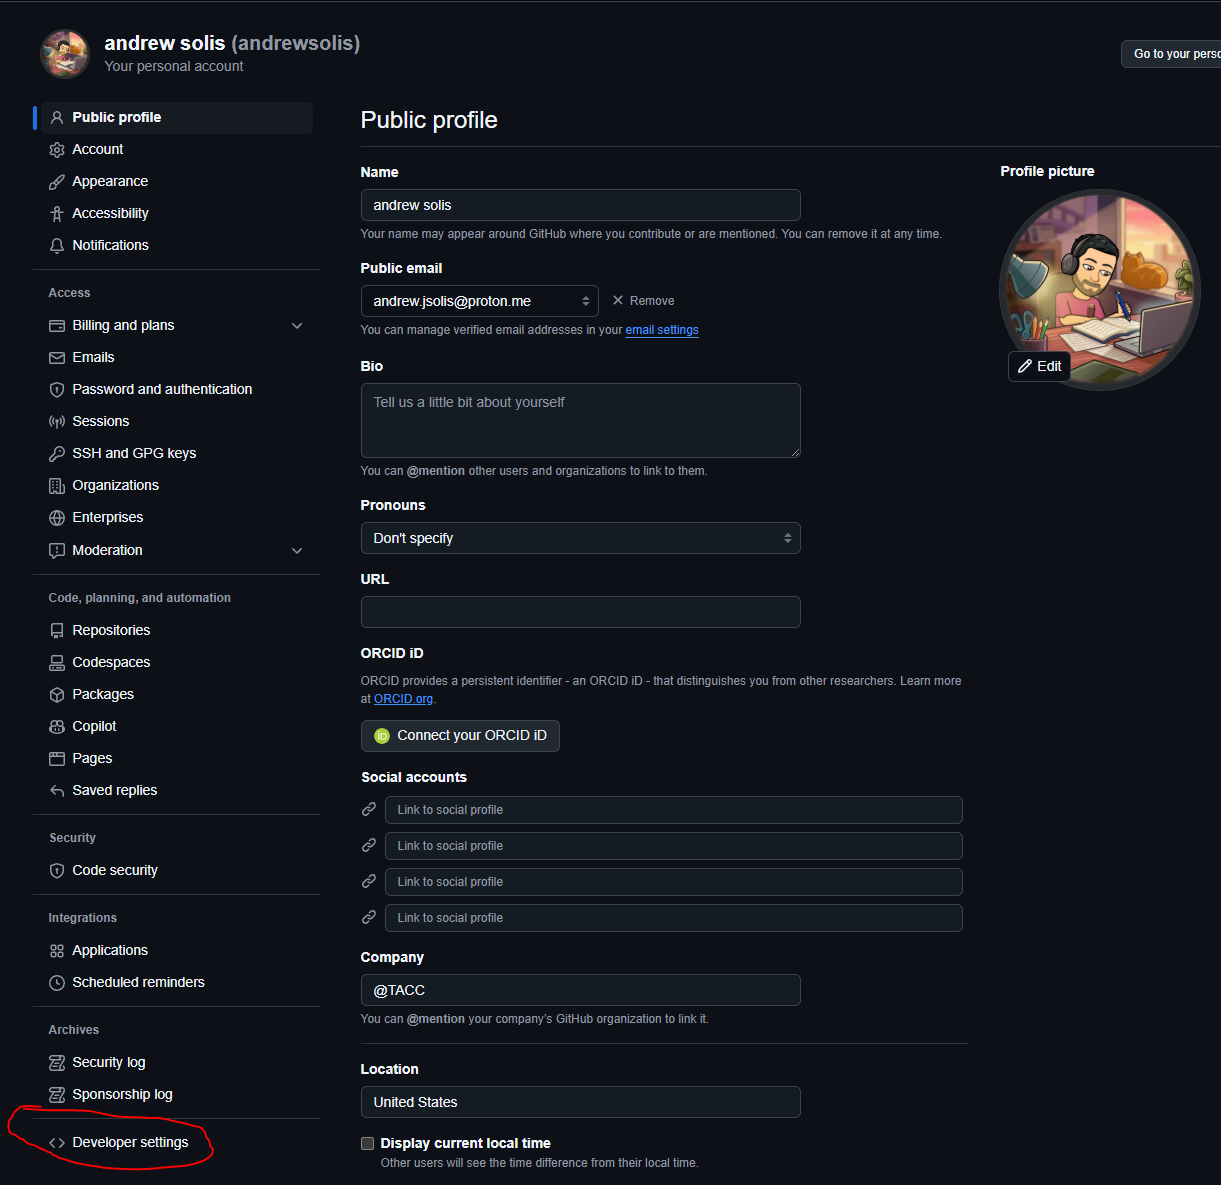 andrew solis (andrewsolis)
Your personal account
Go to your perso
Public profile
Account
Appearance
Accessibility
Notifications
Access
Billing and plans
Emails
Password and authentication
Sessions
SSH and GPG keys
Organizations
Enterprises
Moderation
Code, planning, and automation
Repositories
Codespaces
Packages
Copilot
Pages
Saved replies
Security
Code security
Integrations
Applications
Scheduled reminders
Archives
Security log
Sponsorship log
Developer settings
Public profile
Name
andrew solis
Your name may appear around GitHub where you contribute or are mentioned. You can remove it at any time.
Public email
andrew.jsolis@proton.me
Remove
You can manage verified email addresses in your email settings
Bio
Tell us a little bit about yourself
You can @mention other users and organizations to link to them.
Pronouns
Don't specify
URL
ORCID iD
ORCID provides a persistent identifier - an ORCID iD - that distinguishes you from other researchers. Learn more
at ORCID.org.
iD Connect your ORCID iD
Social accounts
Link to social profile
Link to social profile
Link to social profile
Link to social profile
Company
@TACC
You can @mention your company's GitHub organization to link it.
Location
United States
Display current local time
Other users will see the time difference from their local time.
Profile picture
Edit